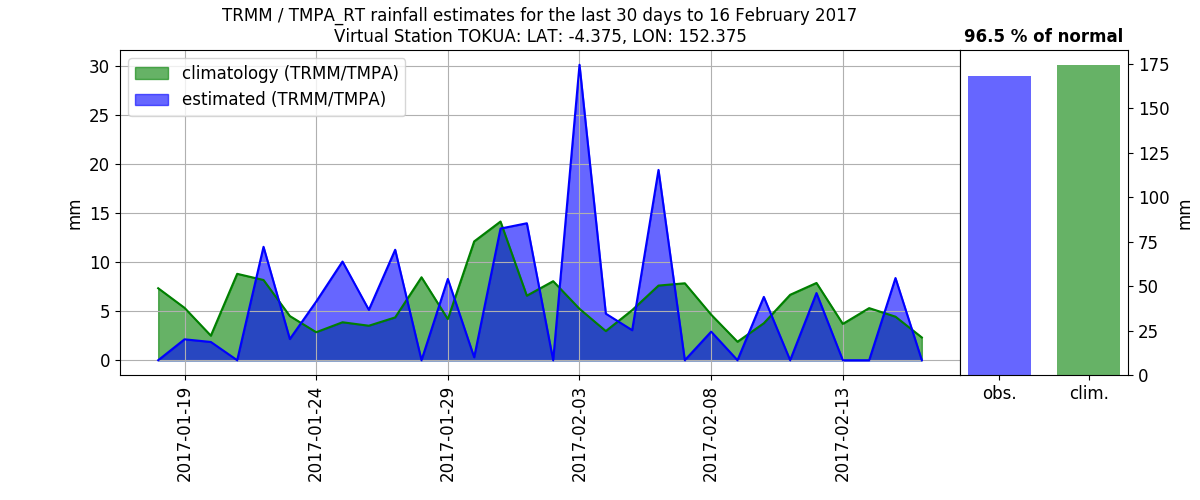 TRMM / TMPA_RT rainfall estimates for the last 30 days to 16 February 2017
Virtual Station TOKUA: LAT: -4.375, LON: 152.375
96.5 % of normal
climatology (TRMM/TMPA)
estimated (TRMM/TMPA)
mm
30
25
20
15
10
5
0
2017-01-19
2017-01-24
2017-01-29
2017-02-03
2017-02-08
2017-02-13
obs.
clim.
175
150
125
100
75
50
25
0
mm